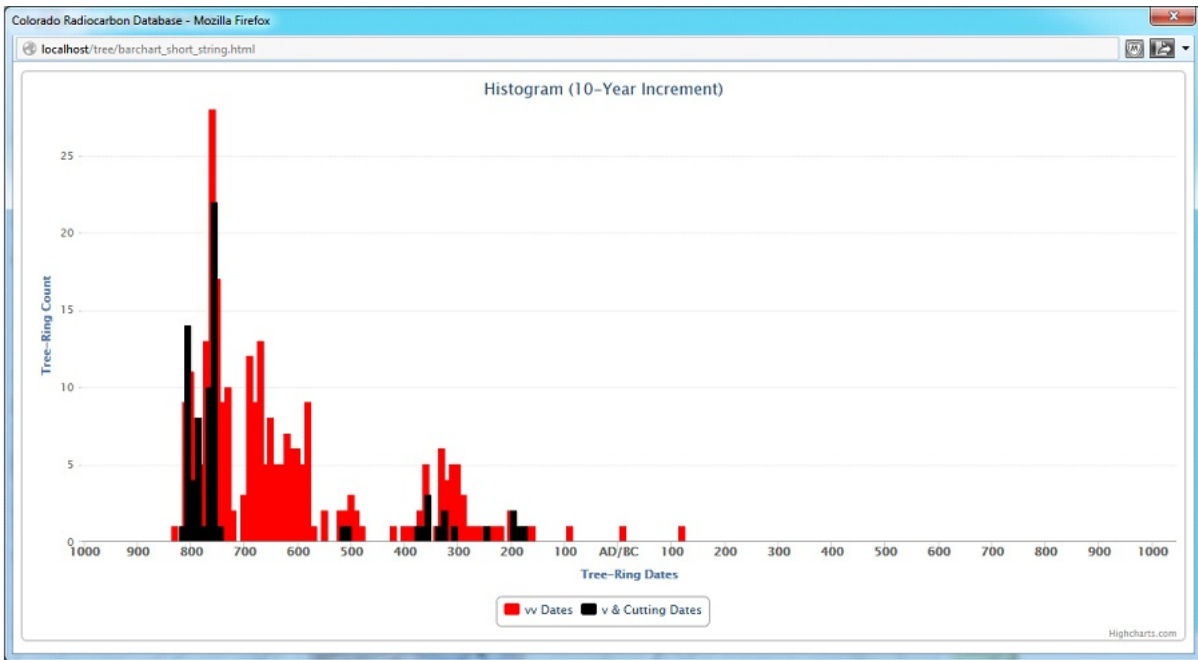 Colorado Radiocarbon Database - Mozilla Firefox
localhost/tree/barchart_short_string.html
Histogram (10-Year Increment)
25
20
15
10
5
0
Tree-Ring Count
1000 900 800 700 600 500 400 300 200 100 AD/BC 100 200 300 400 500 600 700 800 900 1000
Tree-Ring Dates
vv Dates v & Cutting Dates
Highcharts.com